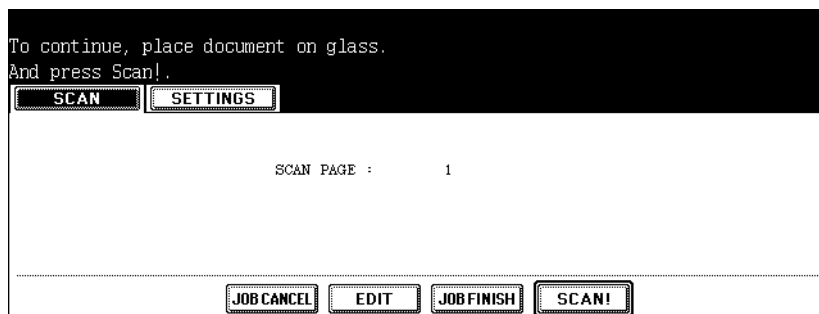 To continue, place document on glass.
And press Scan!.
SCAN SETTINGS
SCAN PAGE : 1
JOB CANCEL EDIT JOB FINISH SCAN!